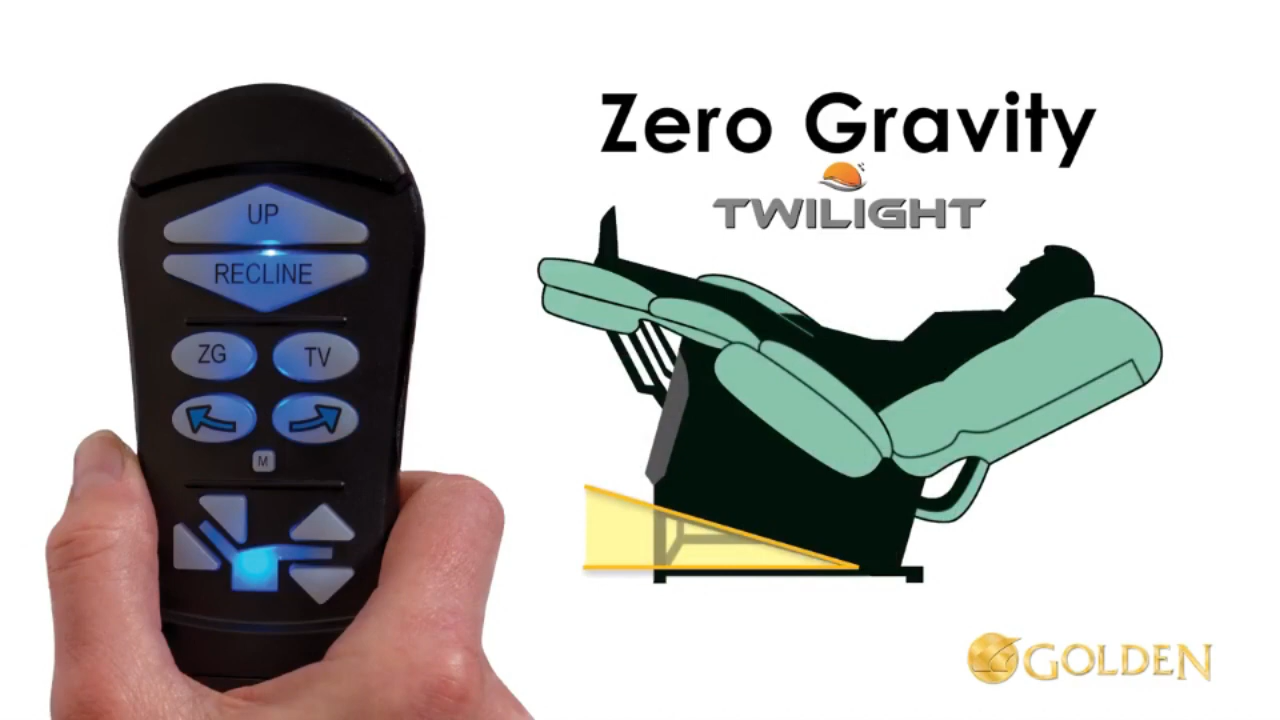 Zero Gravity
TWILIGHT
UP
RECLINE
ZG TV
M
GOLDEN